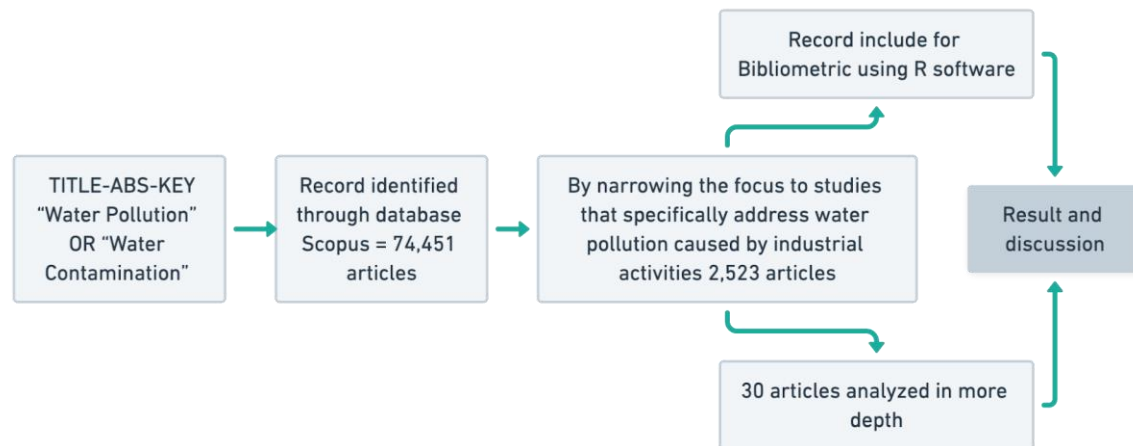 TITLE-ABS-KEY
“Water Pollution”
OR “Water
Contamination”
Record identified
through database
Scopus = 74,451
articles
By narrowing the focus to studies
that specifically address water
pollution caused by industrial
activities 2,523 articles
Record include for
Bibliometric using R software
30 articles analyzed in more
depth
Result and
discussion